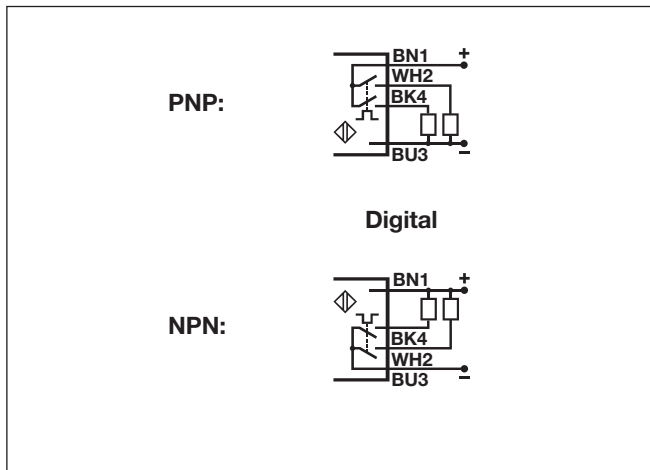 BN1 +
WH2
PNP: BK4
BU3 −
Digital
BN1 +
NPN: BK4
WH2
BU3 −